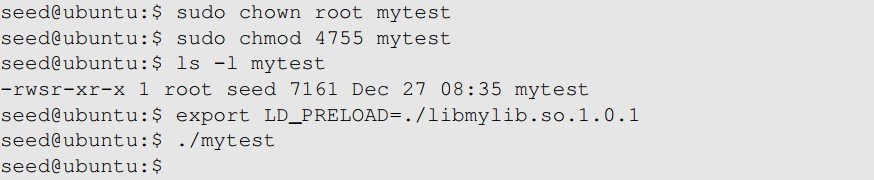 seed@ubuntu:$ sudo chown root mytest
seed@ubuntu:$ sudo chmod 4755 mytest
seed@ubuntu:$ ls -l mytest
-rwsr-xr-x 1 root seed 7161 Dec 27 08:35 mytest
seed@ubuntu:$ export LD_PRELOAD=./libmylib.so.1.0.1
seed@ubuntu:$ ./mytest
seed@ubuntu:$